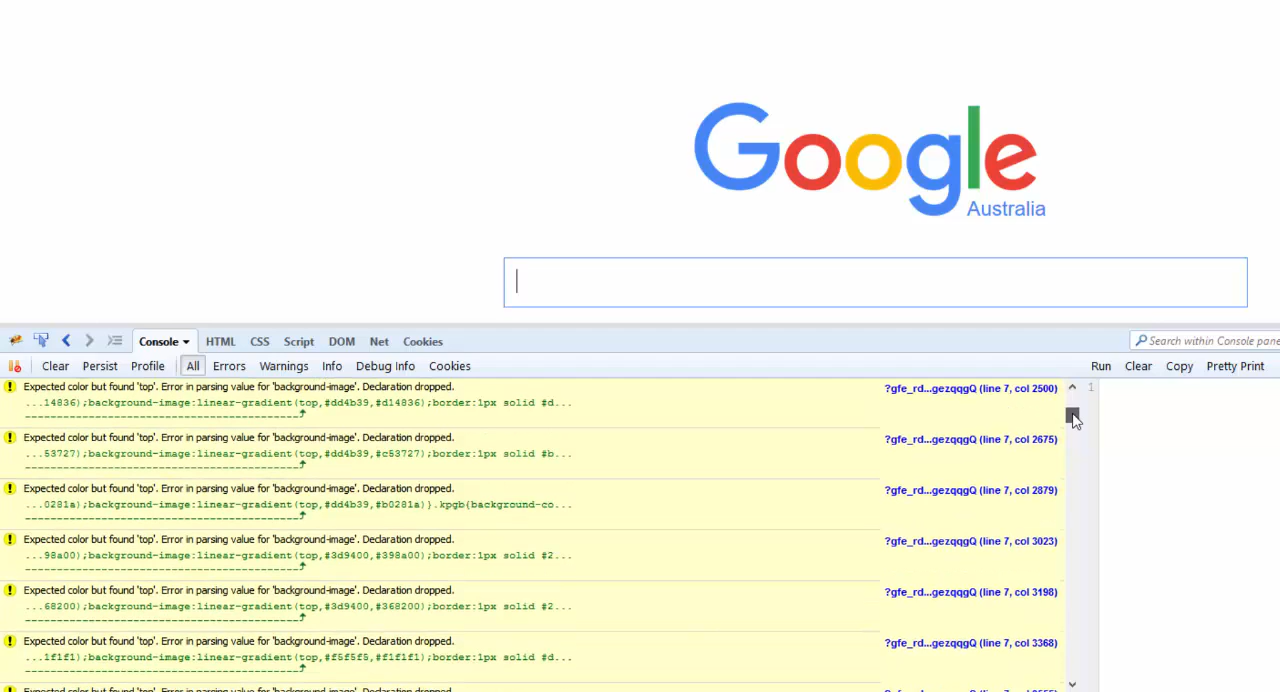 Google
Australia
Console HTML CSS Script DOM Net Cookies Search within Console pane
Clear Persist Profile All Errors Warnings Info Debug Info Cookies Run Clear Copy Pretty Print
Expected color but found 'top'. Error in parsing value for 'background-image'. Declaration dropped. ?gfe_rd...gezqqgQ (line 7, col 2500) 1
...14836);background-image:linear-gradient(top,#dd4b39,#d14836);border:1px solid #d...
Expected color but found 'top'. Error in parsing value for 'background-image'. Declaration dropped. ?gfe_rd...gezqqgQ (line 7, col 2675)
...53727);background-image:linear-gradient(top,#dd4b39,#c53727);border:1px solid #b...
Expected color but found 'top'. Error in parsing value for 'background-image'. Declaration dropped. ?gfe_rd...gezqqgQ (line 7, col 2879)
...0281a);background-image:linear-gradient(top,#dd4b39,#b0281a)}.kpgb{background-co...
Expected color but found 'top'. Error in parsing value for 'background-image'. Declaration dropped. ?gfe_rd...gezqqgQ (line 7, col 3023)
...98a00);background-image:linear-gradient(top,#3d9400,#398a00);border:1px solid #2...
Expected color but found 'top'. Error in parsing value for 'background-image'. Declaration dropped. ?gfe_rd...gezqqgQ (line 7, col 3198)
...68200);background-image:linear-gradient(top,#3d9400,#368200);border:1px solid #2...
Expected color but found 'top'. Error in parsing value for 'background-image'. Declaration dropped. ?gfe_rd...gezqqgQ (line 7, col 3368)
...1f1f1);background-image:linear-gradient(top,#f5f5f5,#f1f1f1);border:1px solid #d...